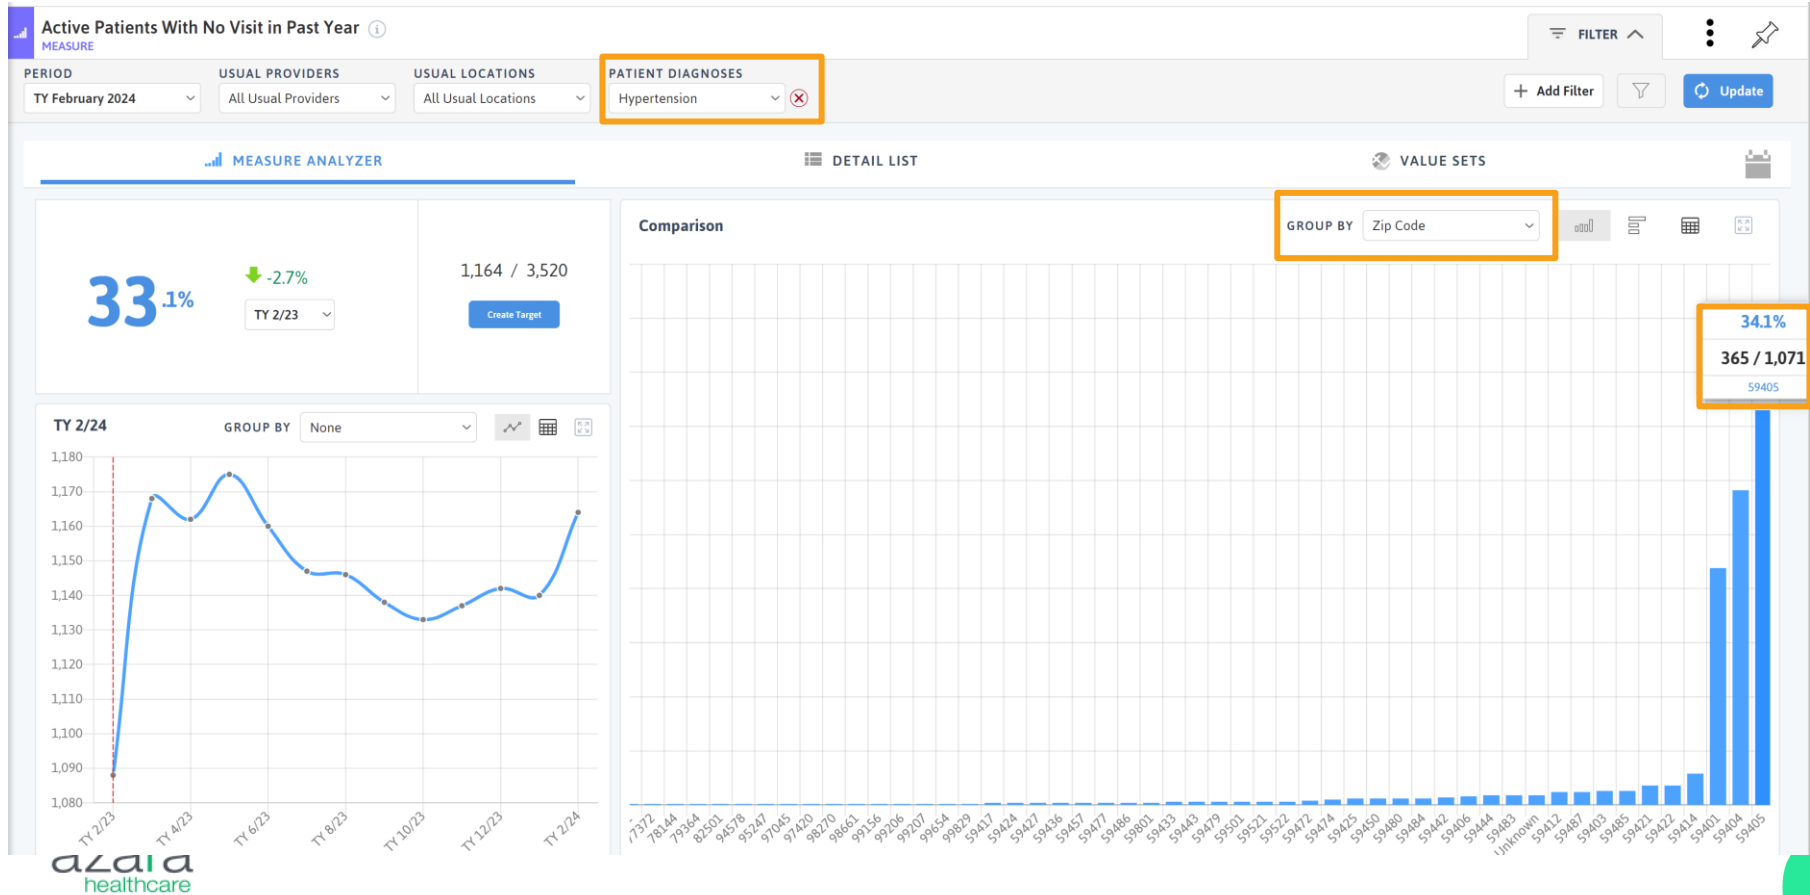 Active Patients With No Visit in Past Year
MEASURE
FILTER
PERIOD
USUAL PROVIDERS
USUAL LOCATIONS
PATIENT DIAGNOSES
TY February 2024
All Usual Providers
All Usual Locations
Hypertension
+ Add Filter
Update
MEASURE ANALYZER
DETAIL LIST
VALUE SETS
33.1%
-2.7%
TY 2/23
1,164 / 3,520
Create Target
Comparison
GROUP BY Zip Code
34.1%
365 / 1,071
59405
TY 2/24
GROUP BY None
1,180
1,170
1,160
1,150
1,140
1,130
1,120
1,110
1,100
1,090
1,080
TY 2/23 TY 4/23 TY 6/23 TY 8/23 TY 10/23 TY 12/23 TY 2/24
77372 78144 79364 82501 94578 95247 97045 97420 98270 98661 99156 99206 99207 99654 99829 59417 59424 59427 59436 59457 59477 59486 59801 59433 59443 59479 59501 59521 59522 59472 59474 59425 59450 59480 59484 59442 59406 59444 59483 Unknown 59412 59487 59403 59485 59421 59422 59414 59401 59404 59405
azara
healthcare